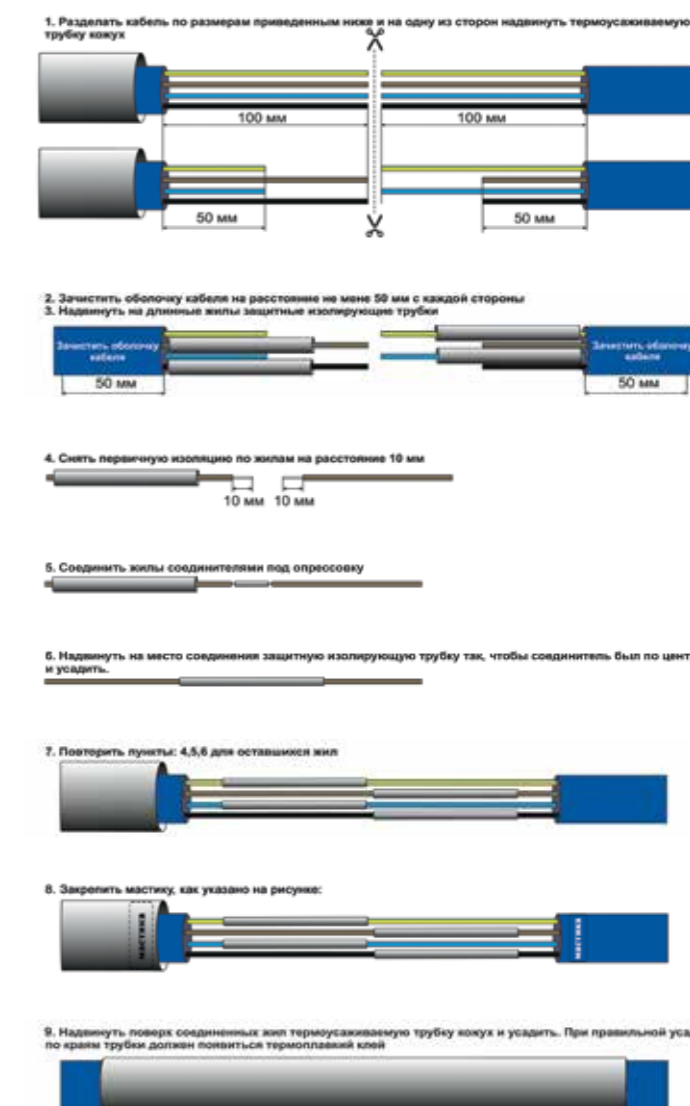 1. Разделать кабель по размерам приведенным ниже и на одну из сторон надвинуть термоусаживаемую
трубку кожух
100 мм
100 мм
50 мм
50 мм
2. Зачистить оболочку кабеля на расстояние не мене 50 мм с каждой стороны
3. Надвинуть на длинные жилы защитные изолирующие трубки
Зачистить оболочку
кабеля
Зачистить оболочку
кабеля
50 мм
50 мм
4. Снять первичную изоляцию по жилам на расстояние 10 мм
10 мм 10 мм
5. Соединить жилы соединителями под опрессовку
6. Надвинуть на место соединения защитную изолирующую трубку так, чтобы соединитель был по цент
и усадить.
7. Повторить пункты: 4,5,6 для оставшихся жил
8. Закрепить мастику, как указано на рисунке:
мастика
мастика
9. Надвинуть поверх соединенных жил термоусаживаемую трубку кожух и усадить. При правильной уса
по краям трубки должен появиться термоплавкий клей